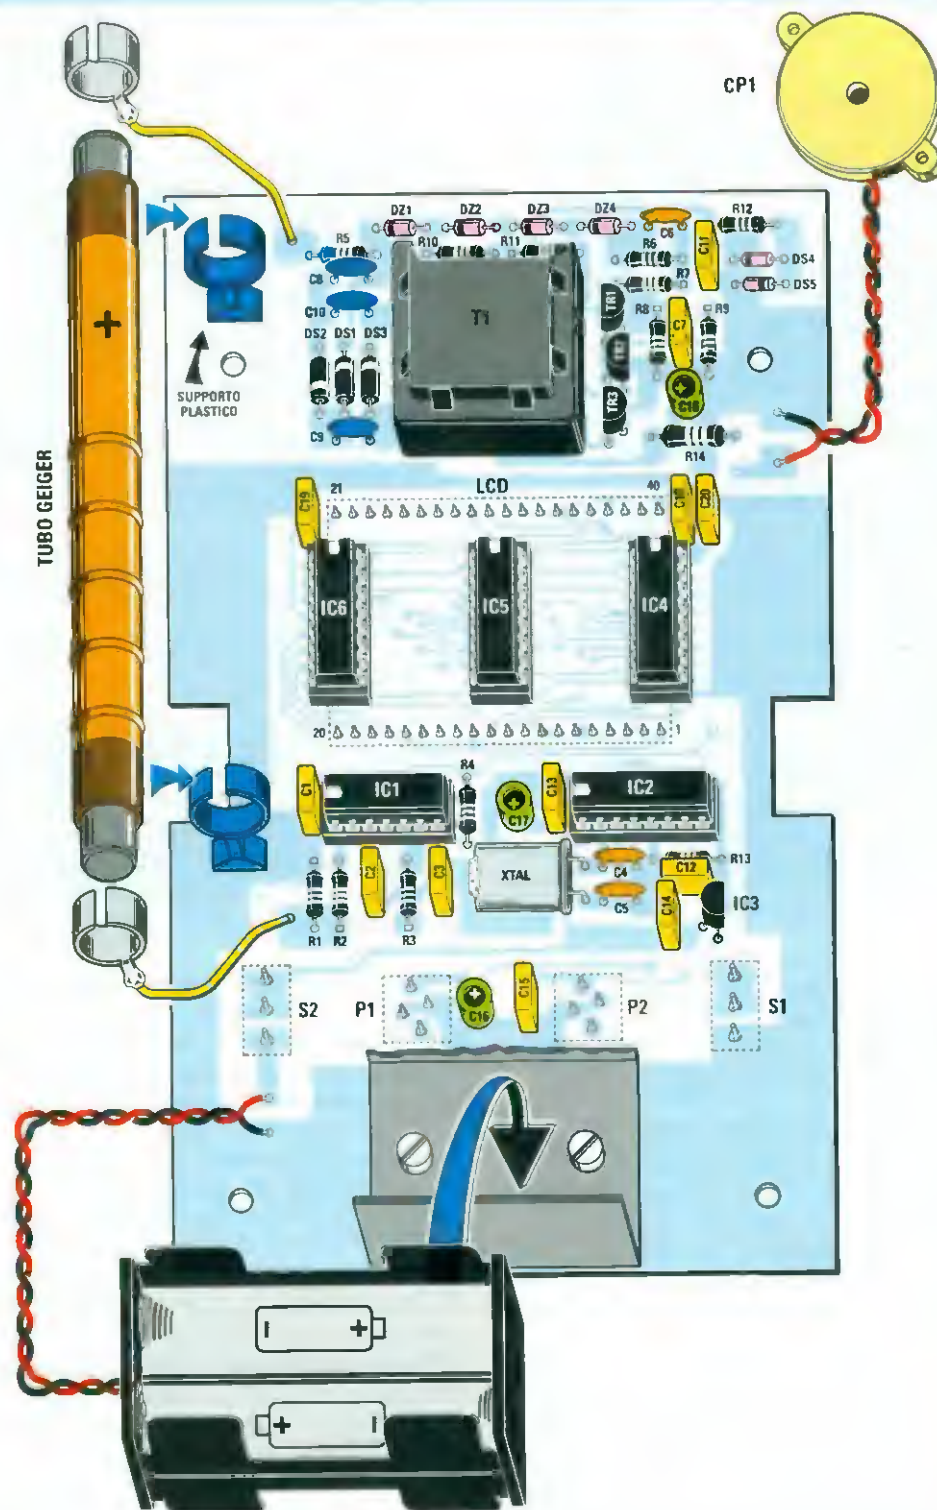 CP1
DZ1 DZ2 DZ3 DZ4
C6
C11
R12
R5
R10
R11
R6
R7
DS4
DS5
C8
C10
T1
TR1
R8
C7
R9
DS2 DS1 DS3
TR2
TR3
C18
R14
C9
+
SUPPORTO
PLASTICO
TUBO GEIGER
C19
21
LCD
40
C20
IC6
IC5
IC4
20
1
C1
IC1
R4
C17
C13
IC2
C2
C3
XTAL
C4
C5
C12
R13
C14
IC3
R1 R2
R3
S2
P1
C16
C15
P2
S1
- +
+ -